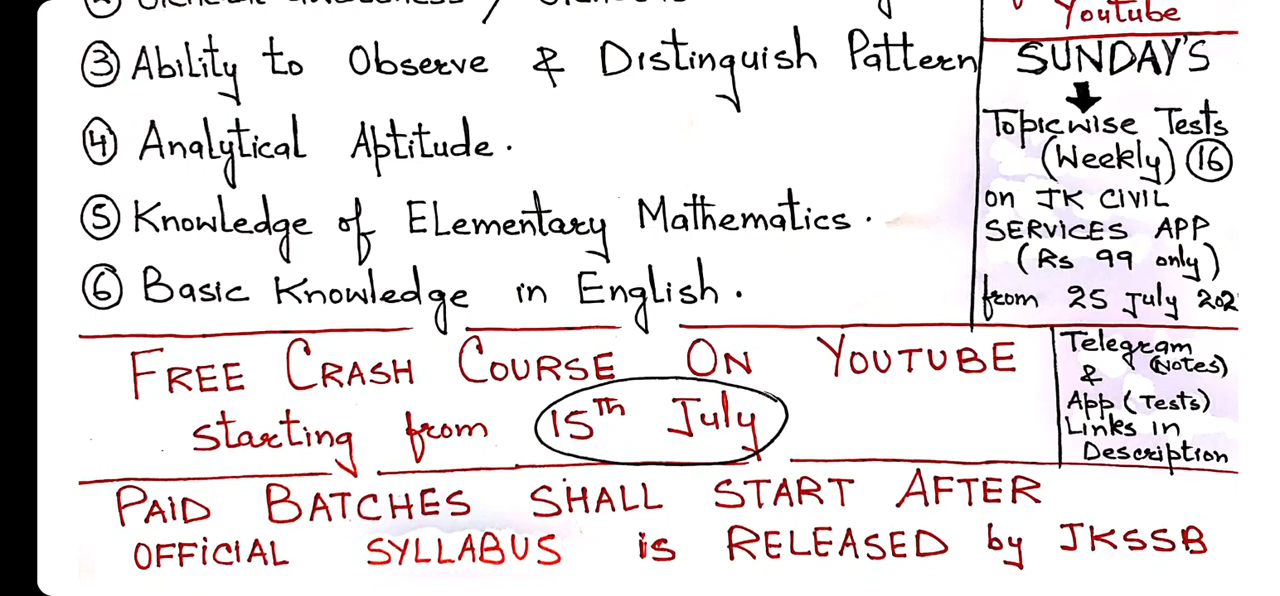 ③ Ability to Observe & Distinguish Pattern
④ Analytical Aptitude.
⑤ Knowledge of Elementary Mathematics.
⑥ Basic Knowledge in English.
Youtube
SUNDAY'S
Topicwise Tests
(Weekly) ⑯
on JK CIVIL
SERVICES APP
(Rs 99 only)
from 25 July 202
FREE CRASH COURSE ON YOUTUBE
starting from 15th July
Telegram
(Notes)
&
App (Tests)
Links in
Description
PAID BATCHES SHALL START AFTER
OFFICIAL SYLLABUS is RELEASED by JKSSB